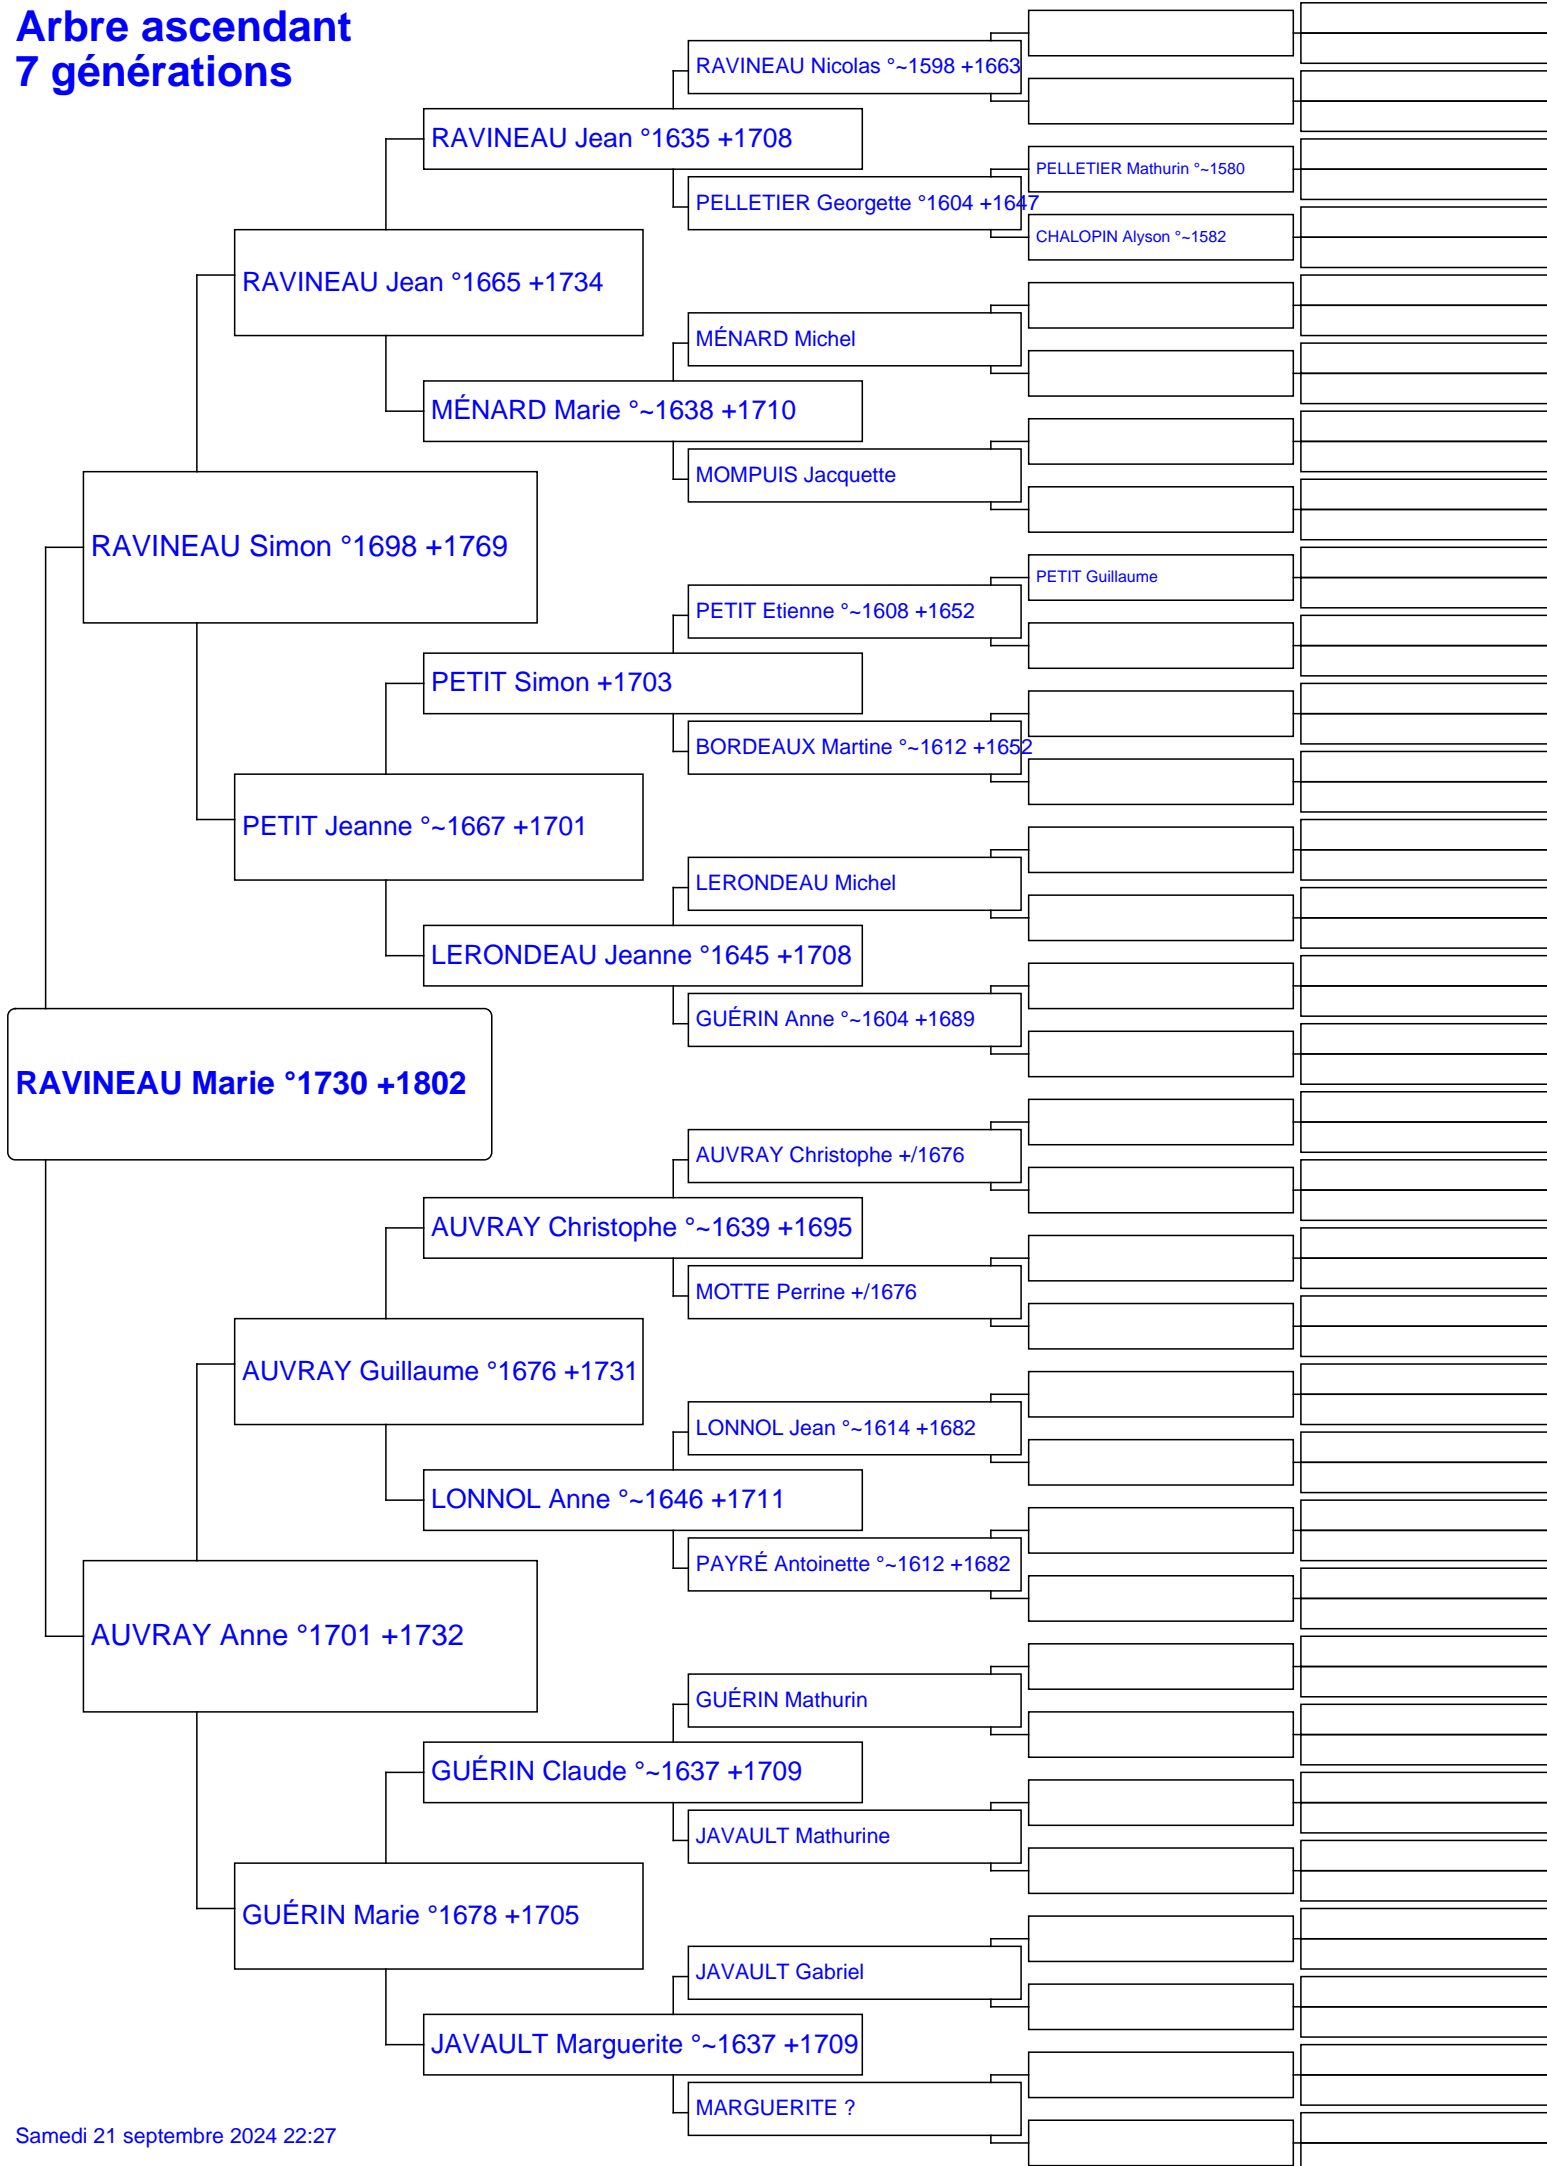 Arbre ascendant
7 générations
RAVINEAU Nicolas °~1598 +1663
RAVINEAU Jean °1635 +1708
PELLETIER Mathurin °~1580
PELLETIER Georgette °1604 +1647
CHALOPIN Alyson °~1582
RAVINEAU Jean °1665 +1734
MÉNARD Michel
MÉNARD Marie °~1638 +1710
MOMPUIS Jacquette
RAVINEAU Simon °1698 +1769
PETIT Guillaume
PETIT Etienne °~1608 +1652
PETIT Simon +1703
BORDEAUX Martine °~1612 +1652
PETIT Jeanne °~1667 +1701
LERONDEAU Michel
LERONDEAU Jeanne °1645 +1708
GUÉRIN Anne °~1604 +1689
RAVINEAU Marie °1730 +1802
AUVRAY Christophe +/1676
AUVRAY Christophe °~1639 +1695
MOTTE Perrine +/1676
AUVRAY Guillaume °1676 +1731
LONNOL Jean °~1614 +1682
LONNOL Anne °~1646 +1711
PAYRÉ Antoinette °~1612 +1682
AUVRAY Anne °1701 +1732
GUÉRIN Mathurin
GUÉRIN Claude °~1637 +1709
JAVAULT Mathurine
GUÉRIN Marie °1678 +1705
JAVAULT Gabriel
JAVAULT Marguerite °~1637 +1709
MARGUERITE ?
Samedi 21 septembre 2024 22:27